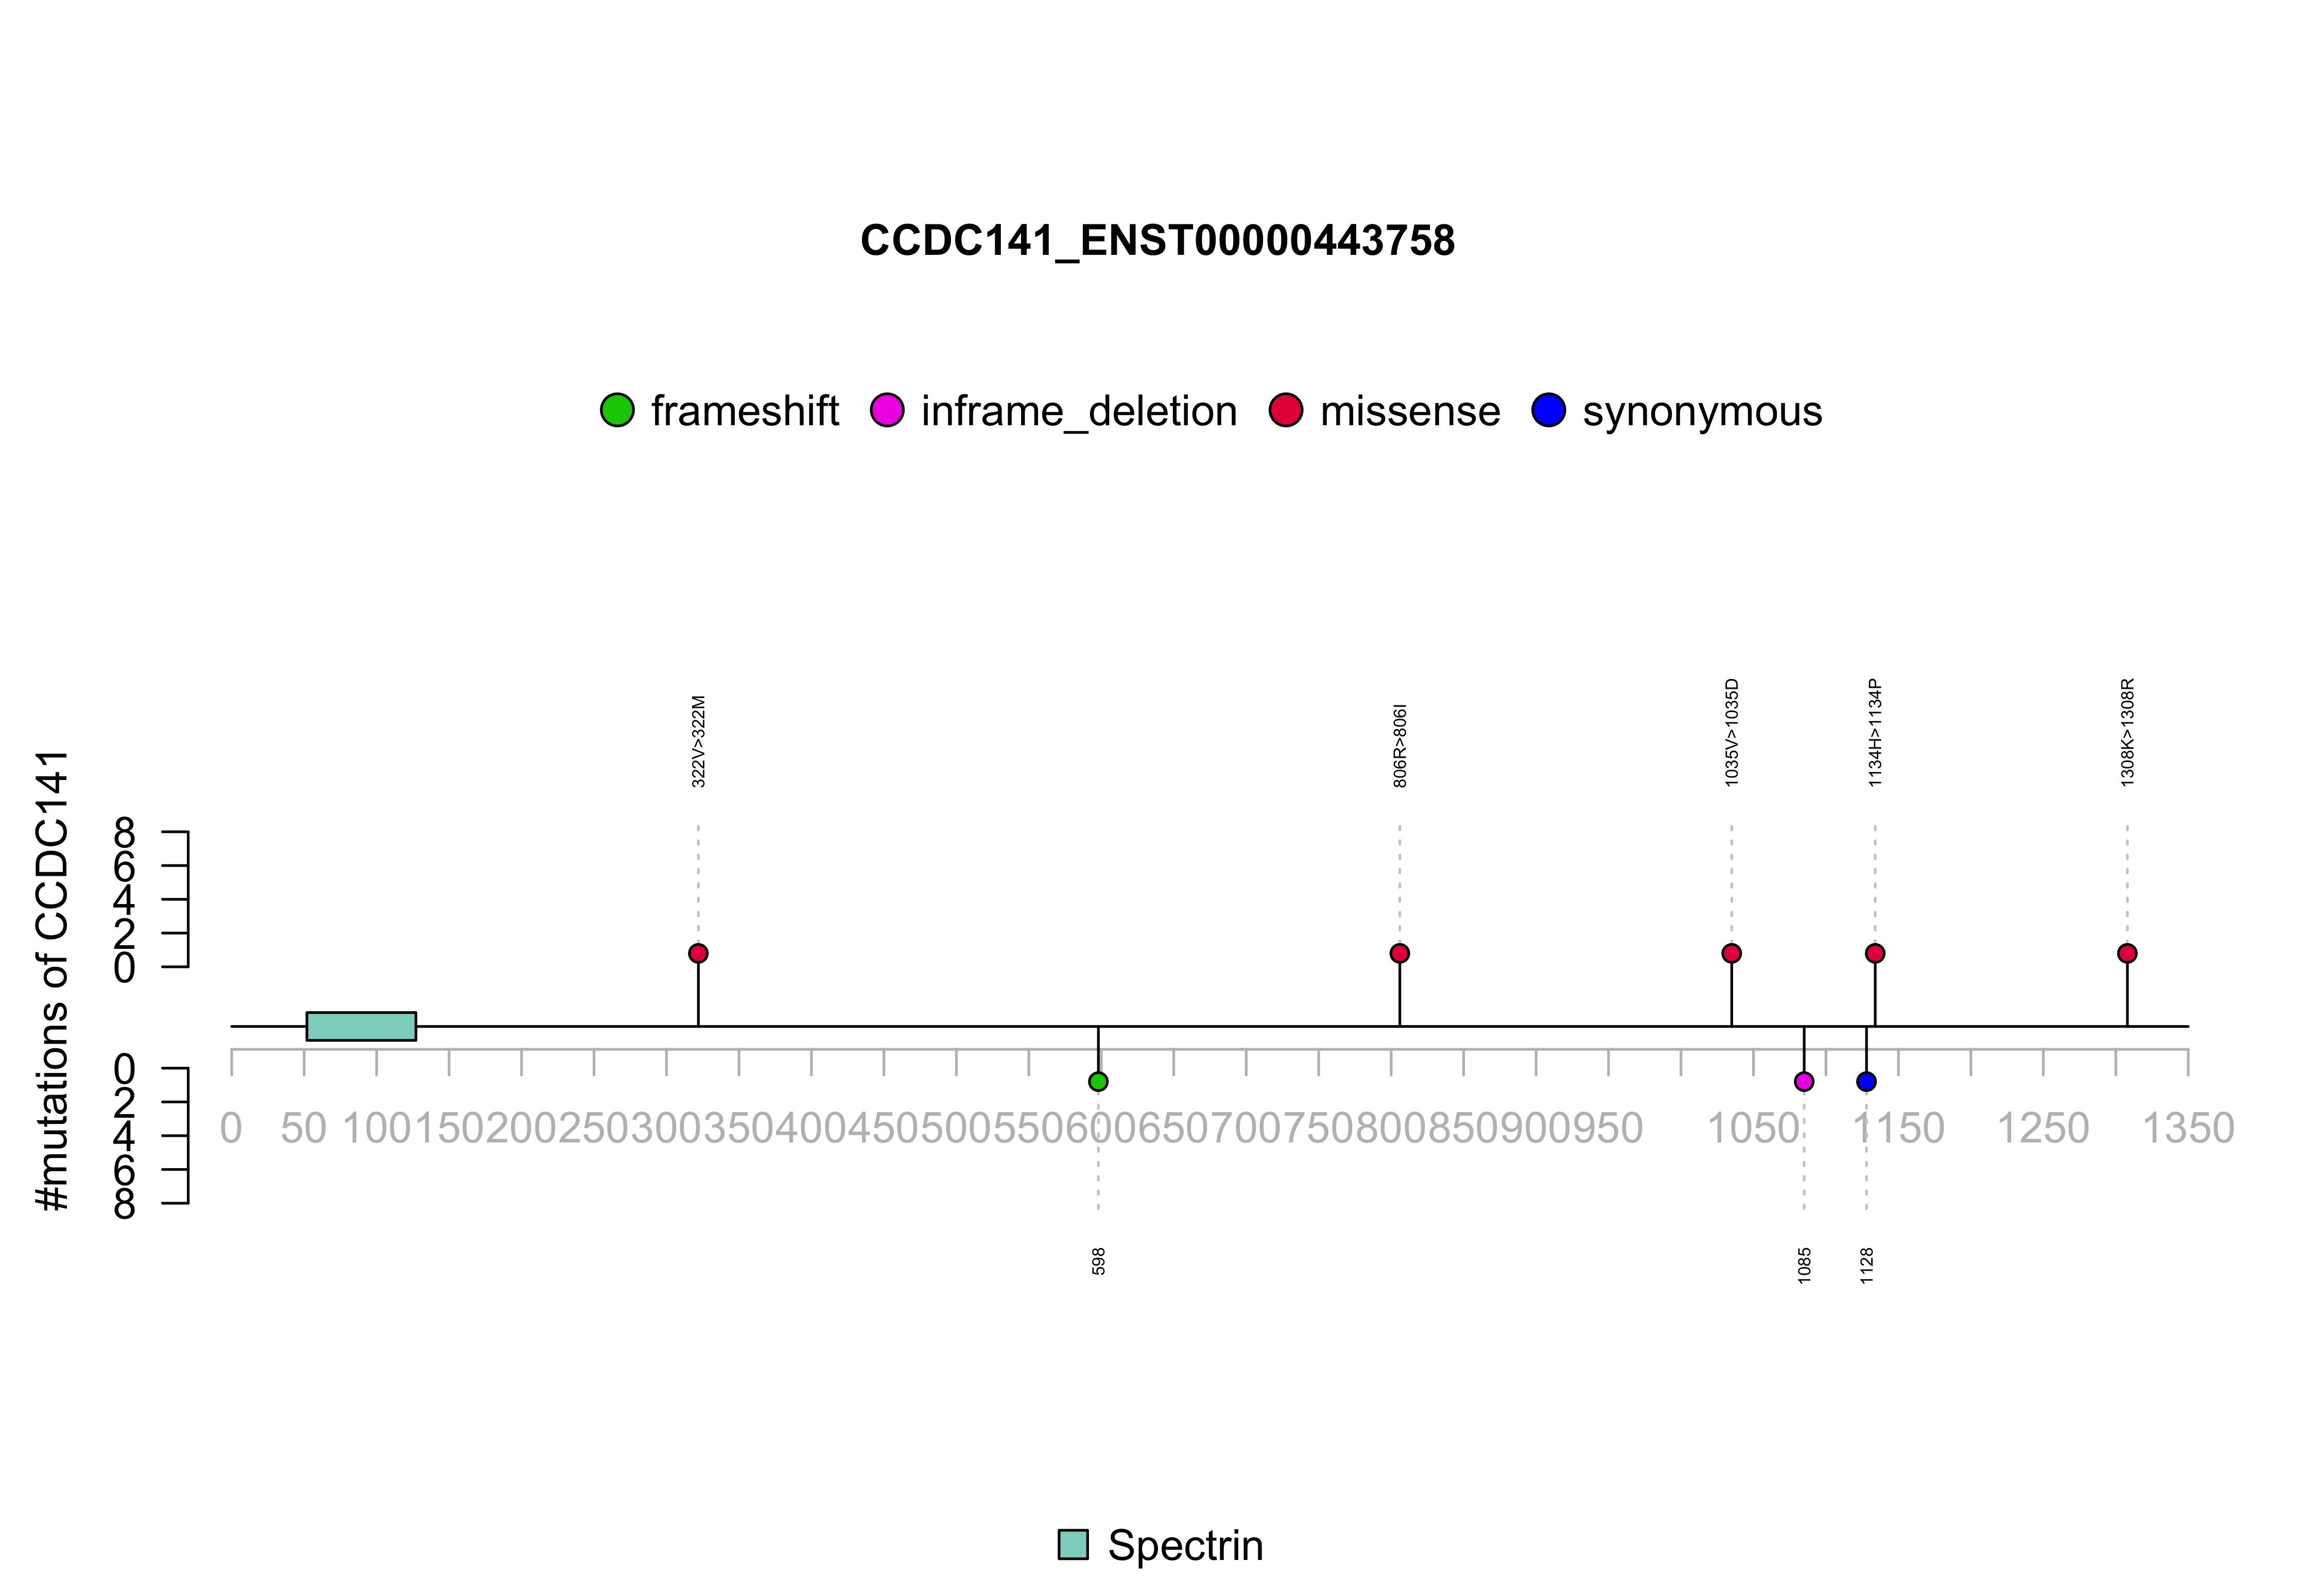 CCDC141_ENST00000443758
frameshift inframe_deletion missense synonymous
322V>322M
806R>806I
1035V>1035D
1134H>1134P
1308K>1308R
#mutations of CCDC141
8
6
4
2
0
0
2
4
6
8
0 50 100 150 200 250 300 350 400 450 500 550 600 650 700 750 800 850 900 950 1050 1150 1250 1350
598
1085
1128
Spectrin